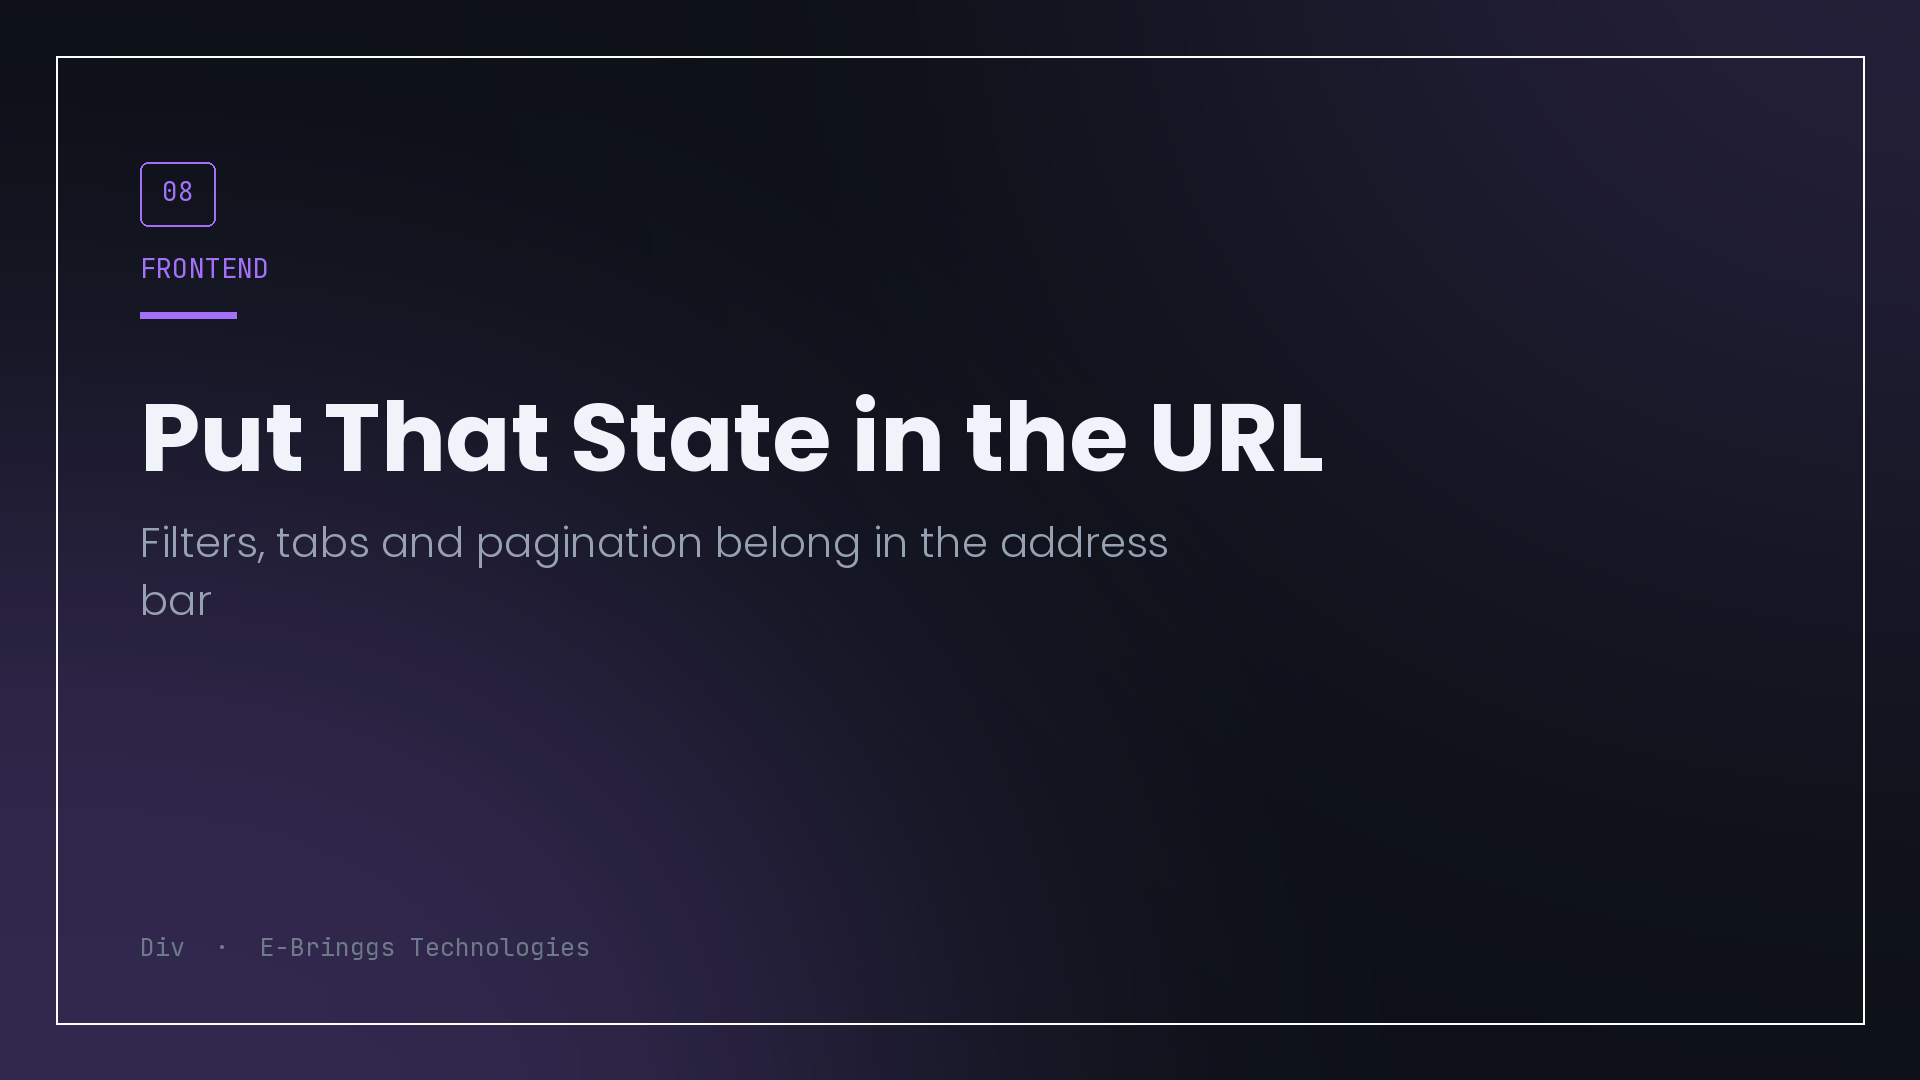 08
FRONTEND
Put That State in the URL
Filters, tabs and pagination belong in the address
bar
Div · E-Bringgs Technologies